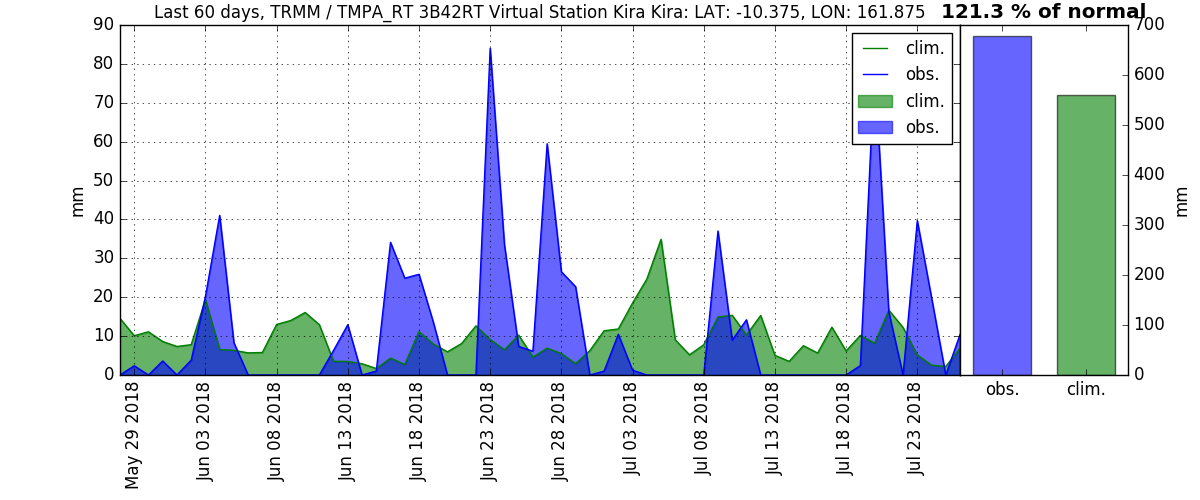 Last 60 days, TRMM / TMPA_RT 3B42RT Virtual Station Kira Kira: LAT: -10.375, LON: 161.875
121.3 % of normal
clim.
obs.
clim.
obs.
mm
90
80
70
60
50
40
30
20
10
0
May 29 2018
Jun 03 2018
Jun 08 2018
Jun 13 2018
Jun 18 2018
Jun 23 2018
Jun 28 2018
Jul 03 2018
Jul 08 2018
Jul 13 2018
Jul 18 2018
Jul 23 2018
700
600
500
400
300
200
100
0
mm
obs.
clim.